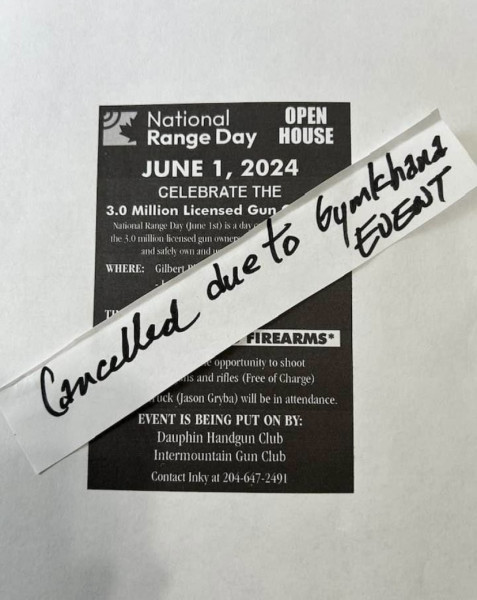 National
Range Day
OPEN
HOUSE
JUNE 1, 2024
CELEBRATE THE
3.0 Million Licensed Gun
National Range Day (June 1st) is a day
the 3.0 million licensed gun
and safely own and
WHERE: Gilbert
Cancelled due to Gymkhana
EVENT
FIREARMS*
opportunity to shoot
and rifles (Free of Charge)
(Jason Gryba) will be in attendance.
EVENT IS BEING PUT ON BY:
Dauphin Handgun Club
Intermountain Gun Club
Contact Inky at 204-647-2491